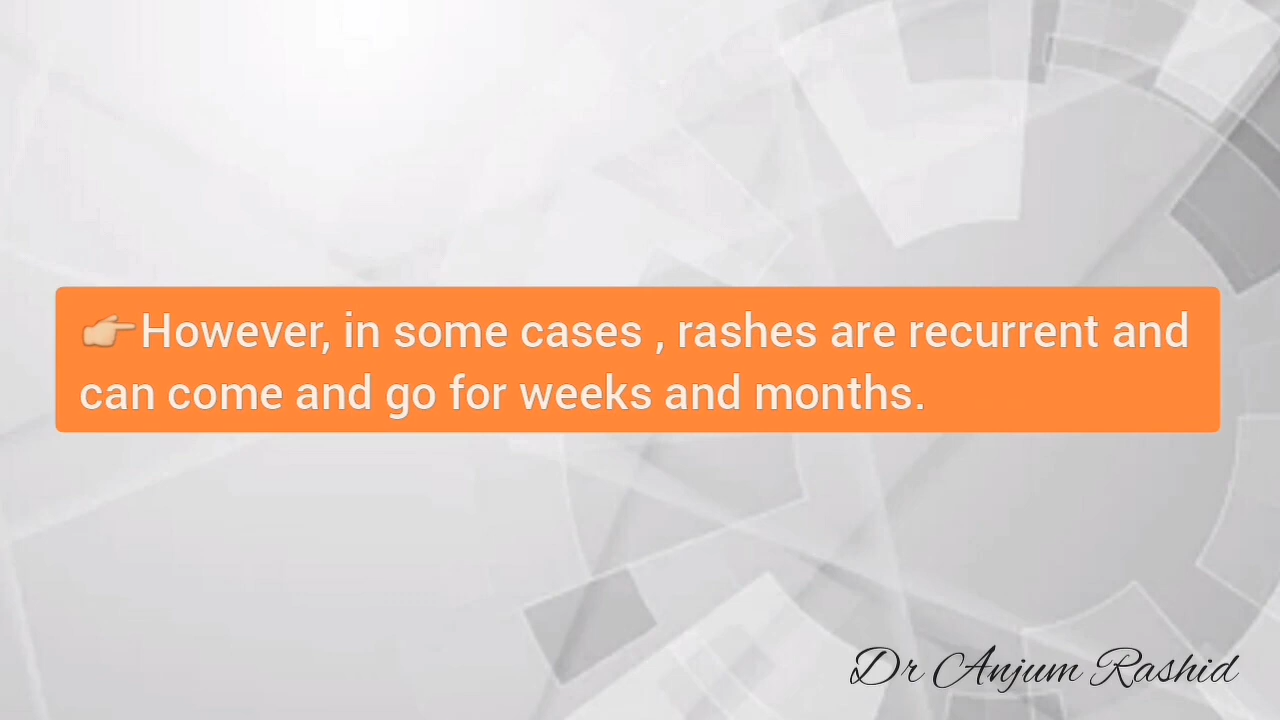 👉🏼However, in some cases , rashes are recurrent and
can come and go for weeks and months.
Dr Anjum Rashid